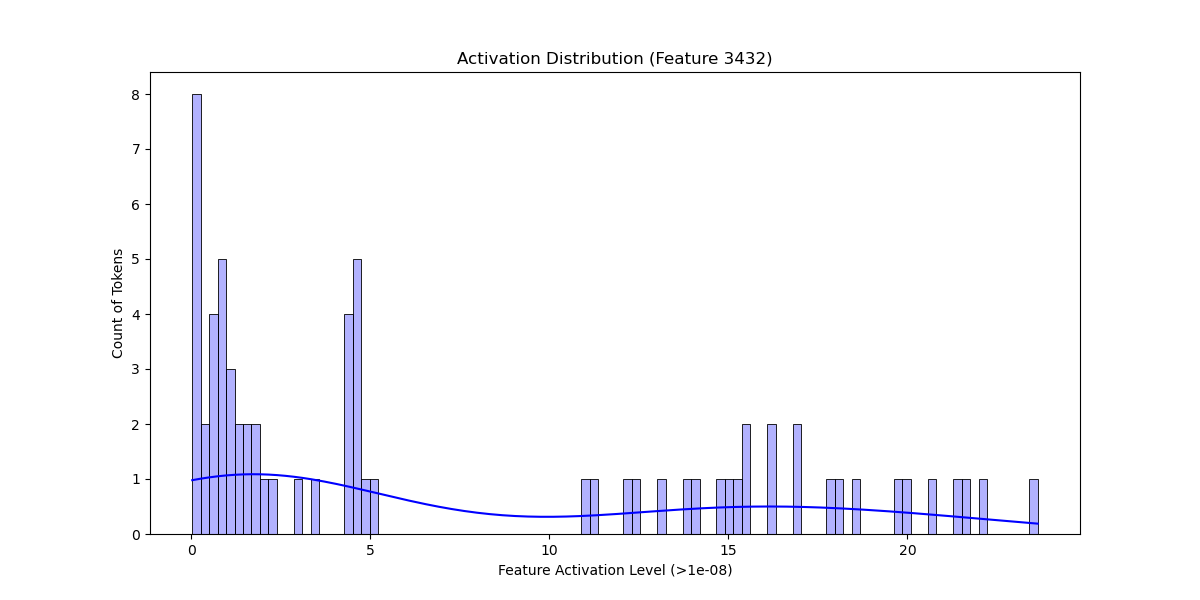 Activation Distribution (Feature 3432)
8
7
6
5
4
3
2
1
0
Count of Tokens
0 5 10 15 20
Feature Activation Level (>1e-08)